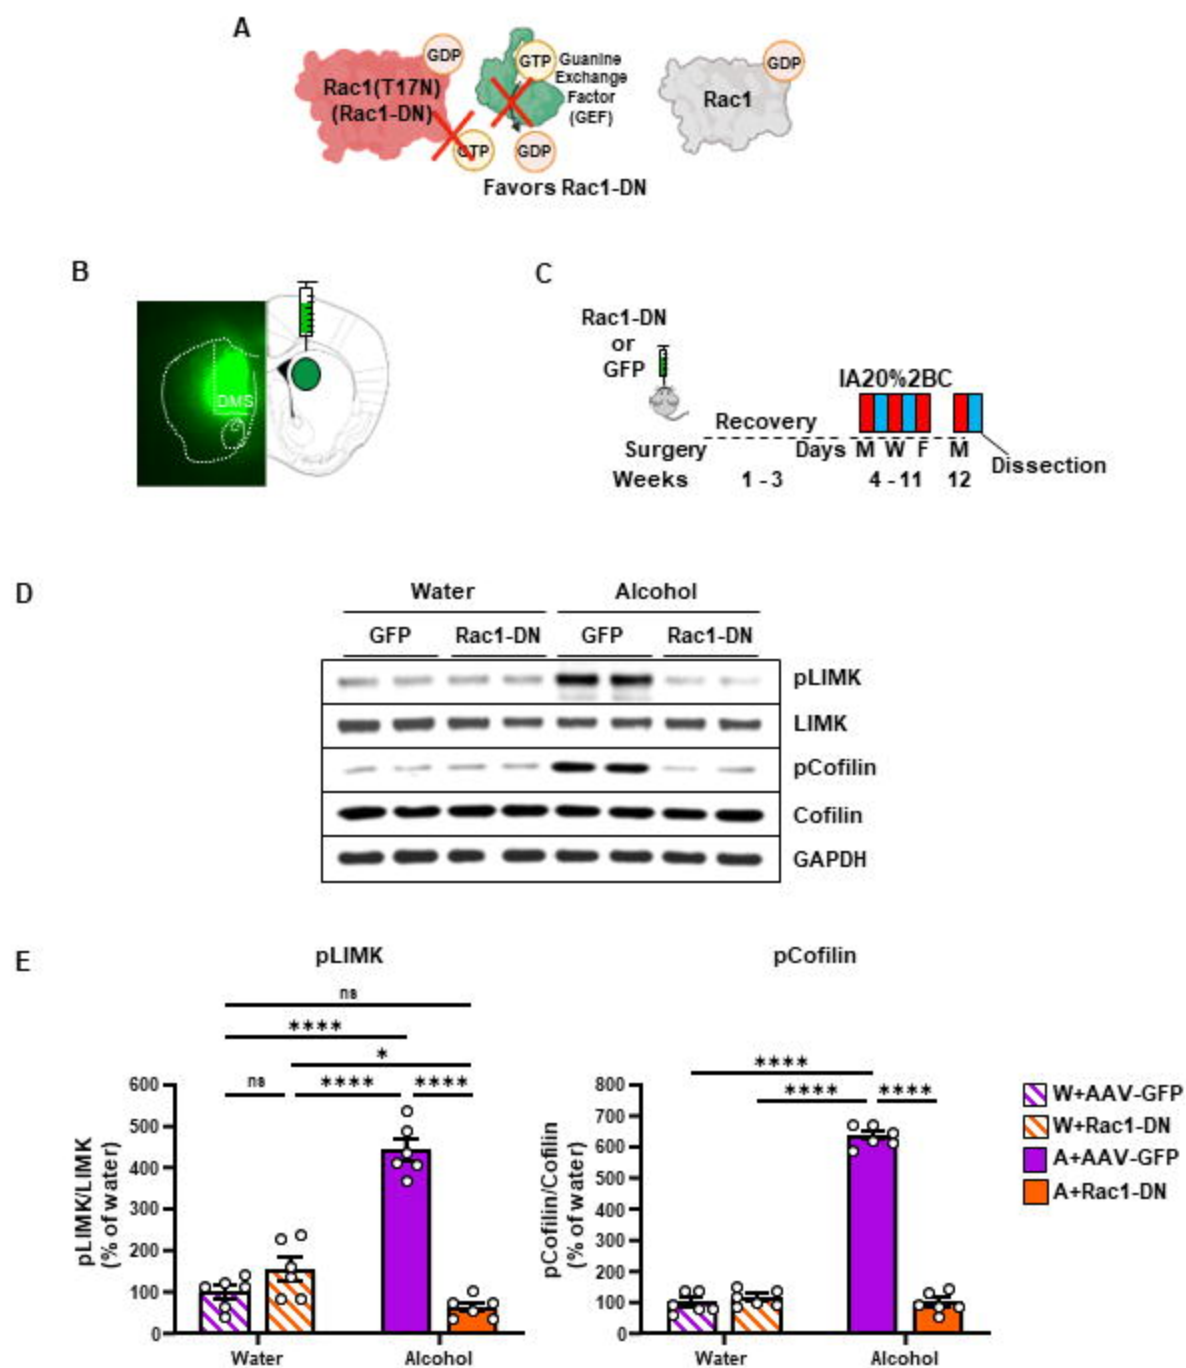 A
GDP
Rac1(T17N)
(Rac1-DN)
GTP
GTP
GDP
Guanine
Exchange
Factor
(GEF)
Favors Rac1-DN
GDP
Rac1
B
DMS
C
Rac1-DN
or
GFP
IA20%2BC
Recovery
Surgery
Days M W F M
Dissection
Weeks 1 - 3 4 - 11 12
D
Water Alcohol
GFP Rac1-DN GFP Rac1-DN
pLIMK
LIMK
pCofilin
Cofilin
GAPDH
E
pLIMK
ns
****
*
ns **** ****
pLIMK/LIMK
(% of water)
600
500
400
300
200
100
0
Water Alcohol
pCofilin
****
**** ****
pCofilin/Cofilin
(% of water)
800
700
600
500
400
300
200
100
0
Water Alcohol
W+AAV-GFP
W+Rac1-DN
A+AAV-GFP
A+Rac1-DN